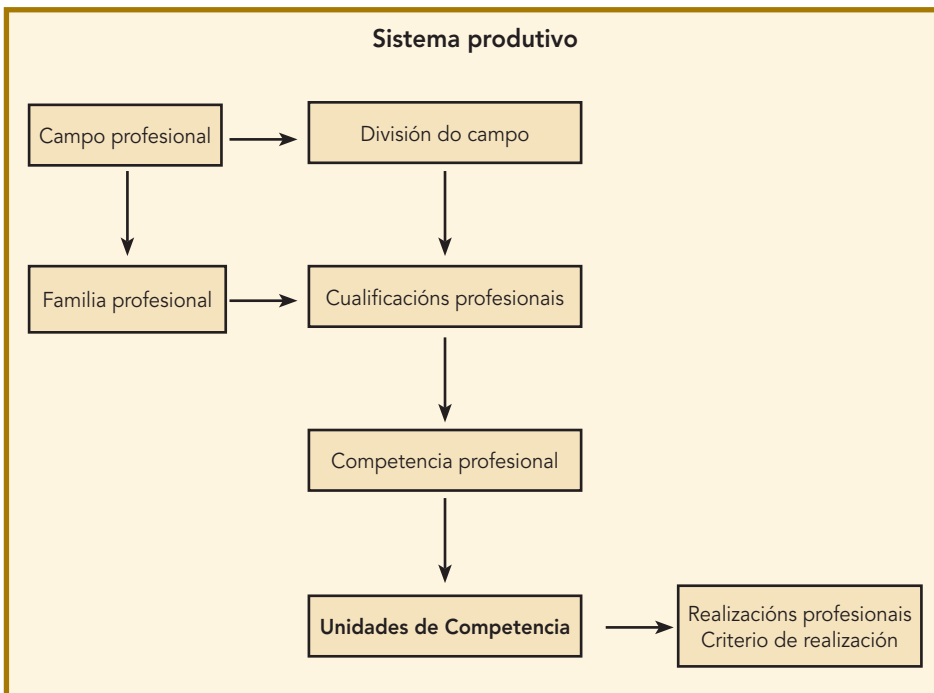 Sistema produtivo
Campo profesional
División do campo
Familia profesional
Cualificacións profesionais
Competencia profesional
Unidades de Competencia
Realizacións profesionais
Criterio de realización